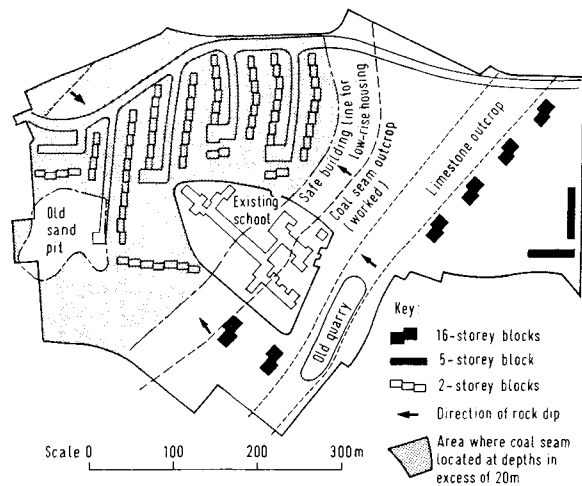 Safe building line for
low-rise housing
Coal seam outcrop
(worked)
Limestone outcrop
Existing
school
Old
sand
pit
Old quarry
Key:
16-storey blocks
5-storey block
2-storey blocks
Direction of rock dip
Area where coal seam
located at depths in
excess of 20m
Scale 0 100 200 300m